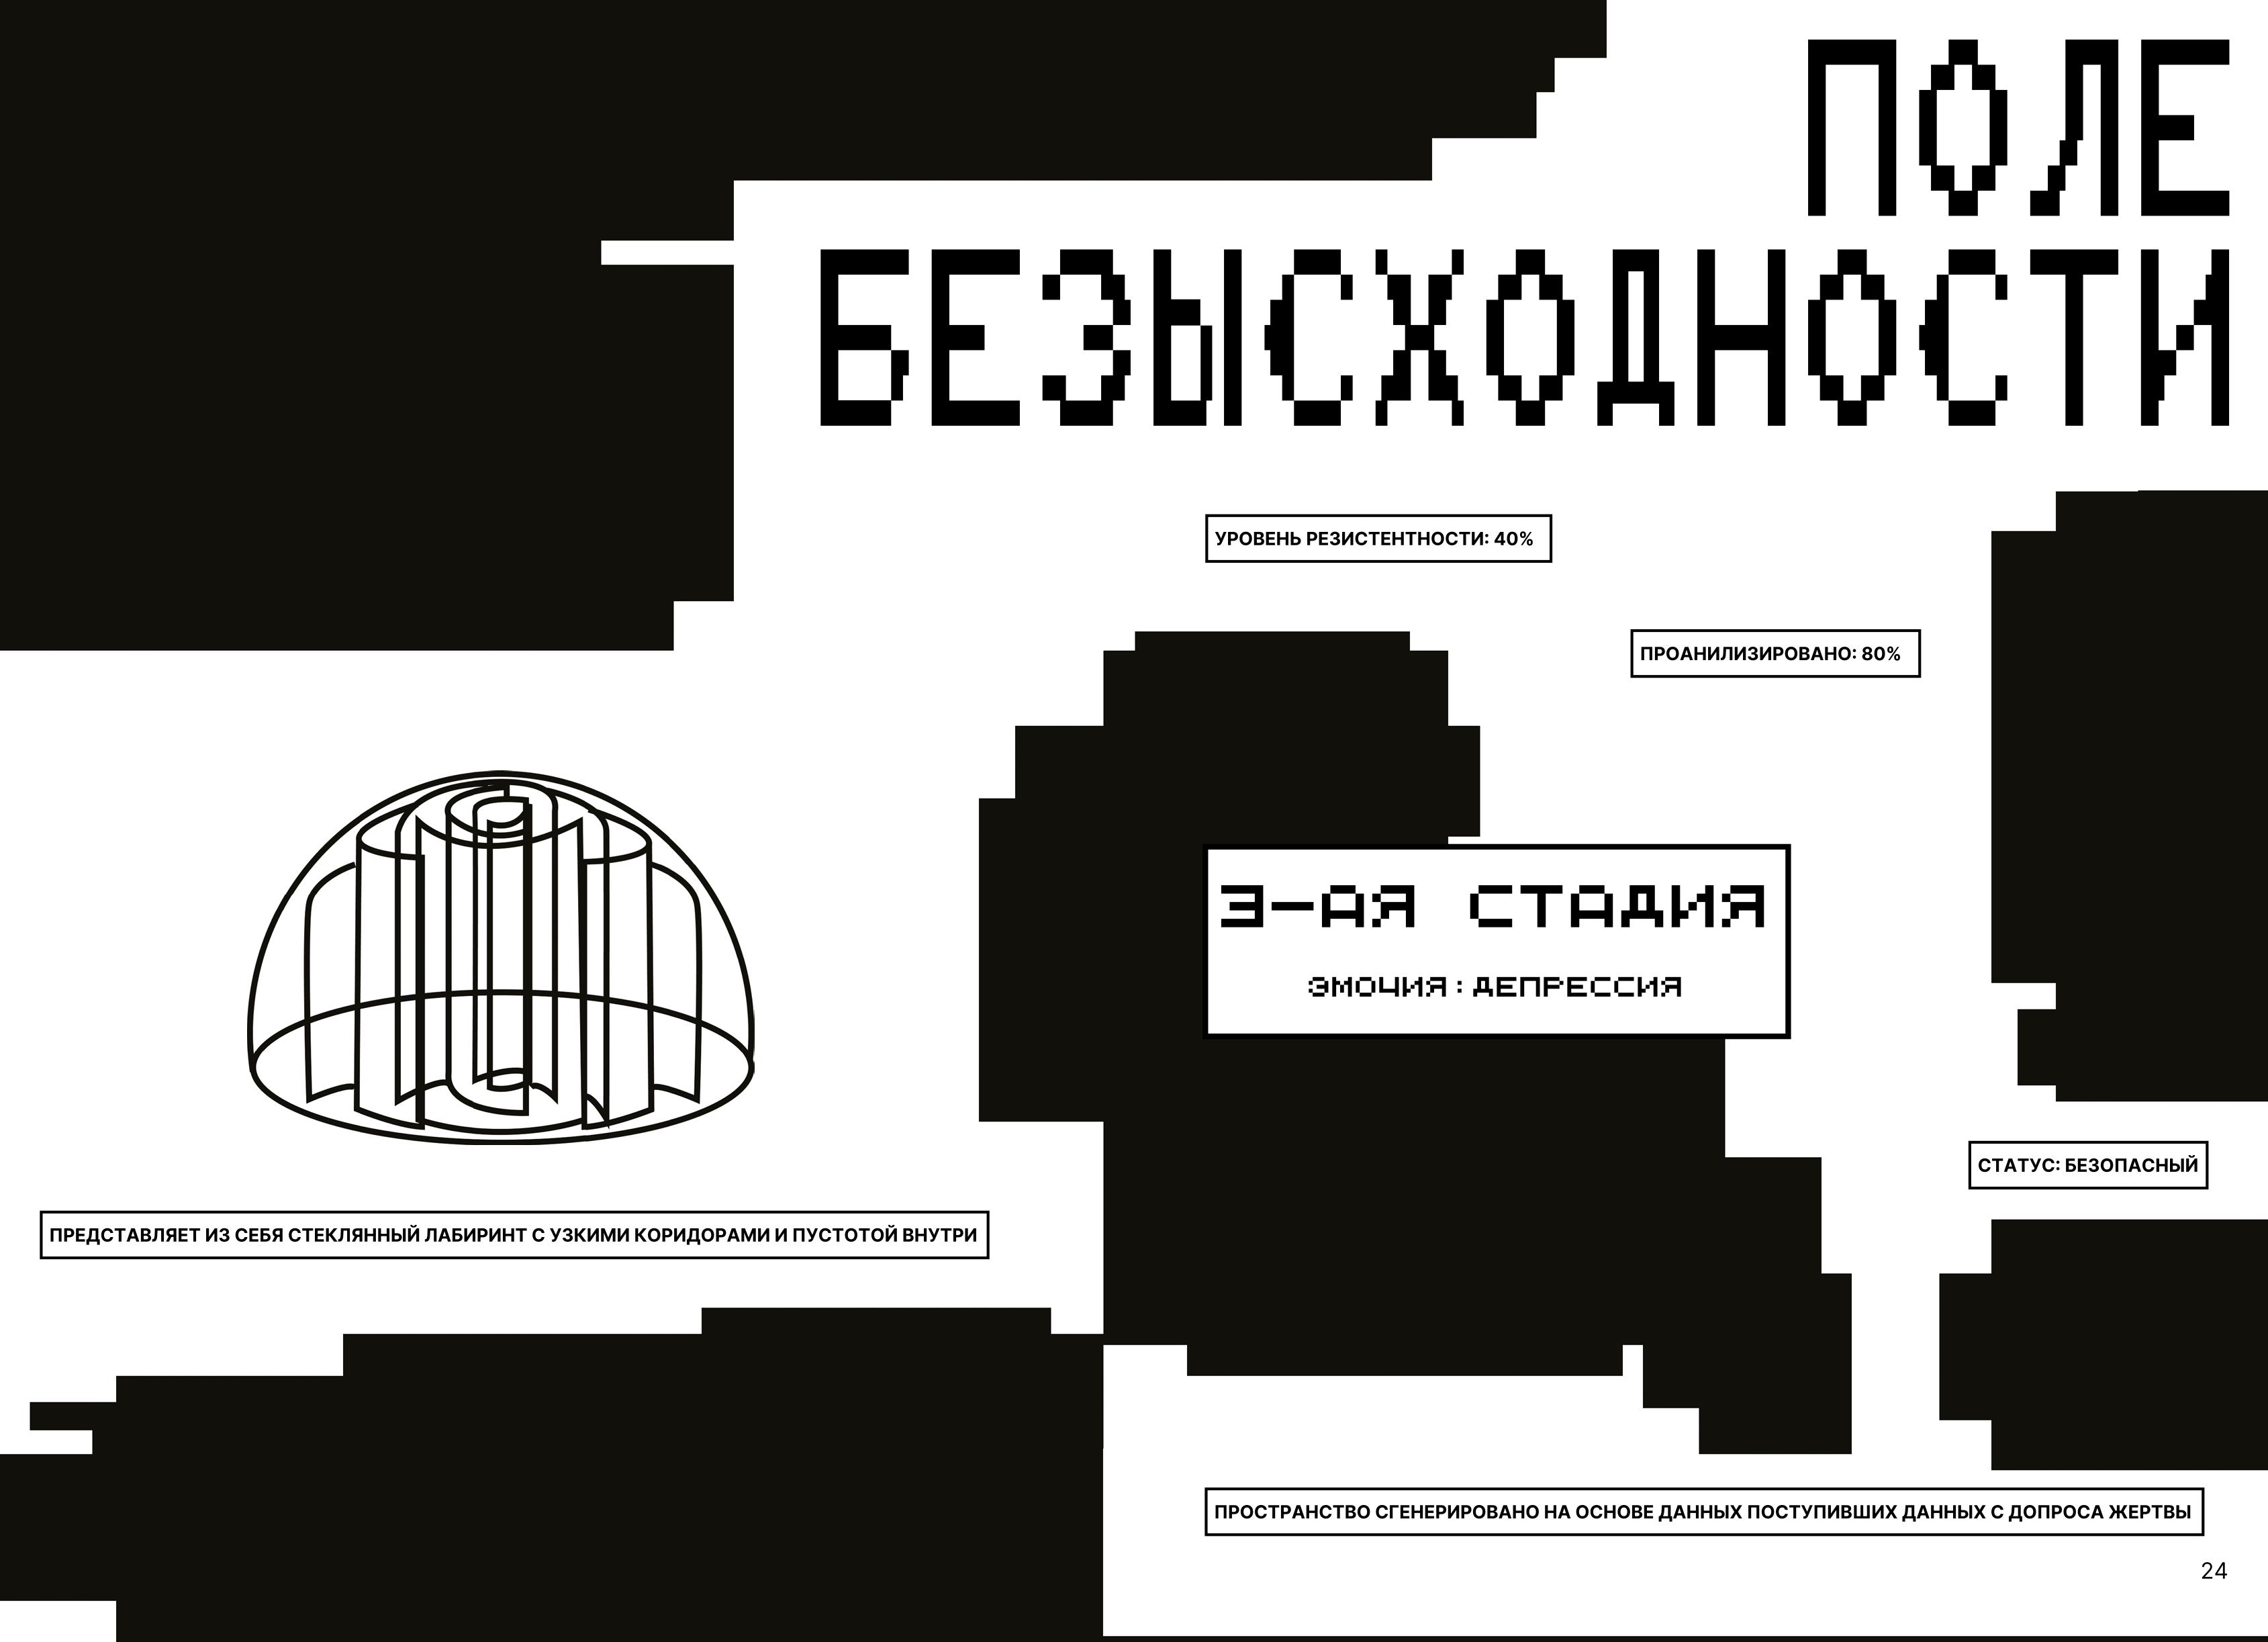 ПОЛЕ
БЕЗЫСХОДНОСТИ
УРОВЕНЬ РЕЗИСТЕНТНОСТИ: 40%
ПРОАНИЛИЗИРОВАНО: 80%
3-АЯ СТАДИЯ
ЭМОЦИЯ:ДЕПРЕССИЯ
СТАТУС: БЕЗОПАСНЫЙ
ПРЕДСТАВЛЯЕТ ИЗ СЕБЯ СТЕКЛЯННЫЙ ЛАБИРИНТ С УЗКИМИ КОРИДОРАМИ И ПУСТОТОЙ ВНУТРИ
ПРОСТРАНСТВО СГЕНЕРИРОВАНО НА ОСНОВЕ ДАННЫХ ПОСТУПИВШИХ ДАННЫХ С ДОПРОСА ЖЕРТВЫ
24